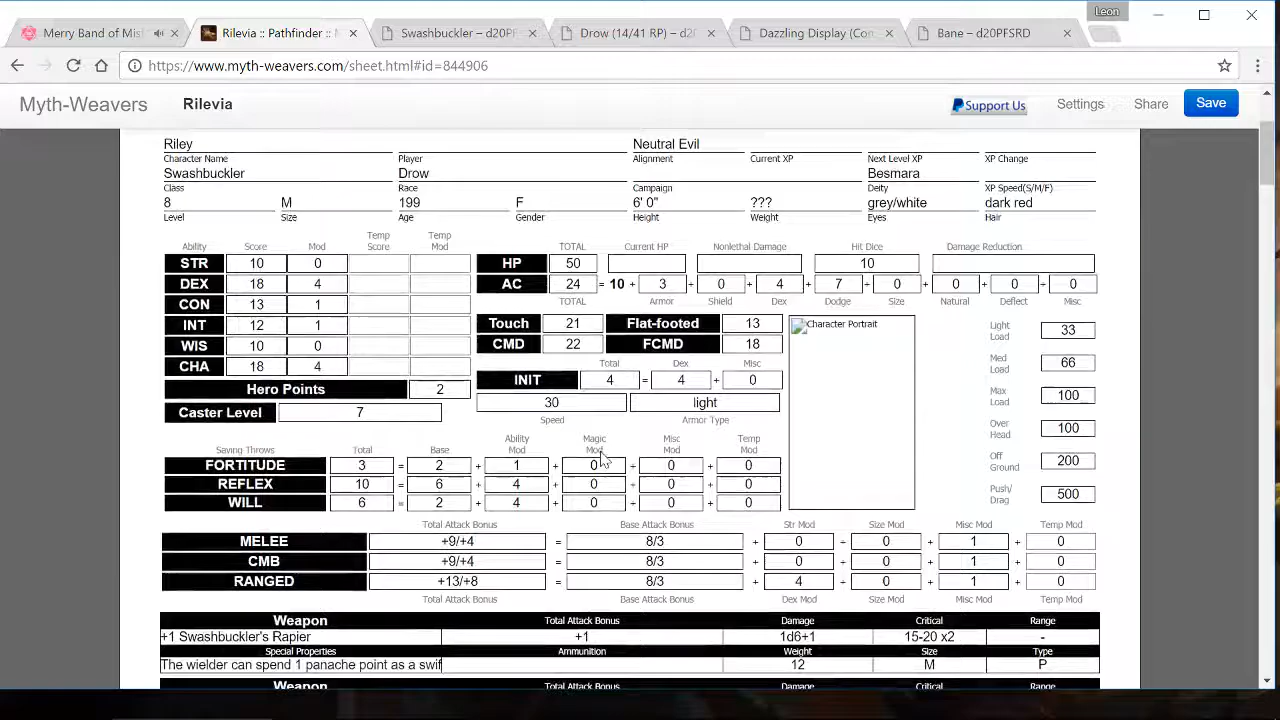 Leon
Merry Band of Mis
Rilevia :: Pathfinder :: M
Swashbuckler – d20PF
Drow (14/41 RP) – d20
Dazzling Display (Com
Bane – d20PFSRD
https://www.myth-weavers.com/sheet.html#id=844906
Myth-Weavers Rilevia Support Us Settings Share Save
Riley Neutral Evil
Character Name Player Alignment Current XP Next Level XP XP Change
Swashbuckler Drow Besmara
Class Race Campaign Deity XP Speed(S/M/F)
8 M 199 F 6' 0" ??? grey/white dark red
Level Size Age Gender Height Weight Eyes Hair
Ability Score Mod Temp Score Temp Mod
STR 10 0
DEX 18 4
CON 13 1
INT 12 1
WIS 10 0
CHA 18 4
Hero Points 2
Caster Level 7
TOTAL Current HP Nonlethal Damage Hit Dice Damage Reduction
HP 50 10
AC 24 = 10 + 3 + 0 + 4 + 7 + 0 + 0 + 0 + 0
TOTAL Armor Shield Dex Dodge Size Natural Deflect Misc
Touch 21 Flat-footed 13
CMD 22 FCMD 18
Total Dex Misc
INIT 4 = 4 + 0
30 light
Speed Armor Type
Character Portrait
Light Load 33
Med Load 66
Max Load 100
Over Head 100
Off Ground 200
Push/ Drag 500
Saving Throws Total Base Ability Mod Magic Mod Misc Mod Temp Mod
FORTITUDE 3 = 2 + 1 + 0 + 0 + 0
REFLEX 10 = 6 + 4 + 0 + 0 + 0
WILL 6 = 2 + 4 + 0 + 0 + 0
Total Attack Bonus Base Attack Bonus Str Mod Size Mod Misc Mod Temp Mod
MELEE +9/+4 = 8/3 + 0 + 0 + 1 + 0
CMB +9/+4 = 8/3 + 0 + 0 + 1 + 0
RANGED +13/+8 = 8/3 + 4 + 0 + 1 + 0
Total Attack Bonus Base Attack Bonus Dex Mod Size Mod Misc Mod Temp Mod
Weapon Total Attack Bonus Damage Critical Range
+1 Swashbuckler's Rapier +1 1d6+1 15-20 x2 -
Special Properties Ammunition Weight Size Type
The wielder can spend 1 panache point as a swif 12 M P
Weapon Total Attack Bonus Damage Critical Range